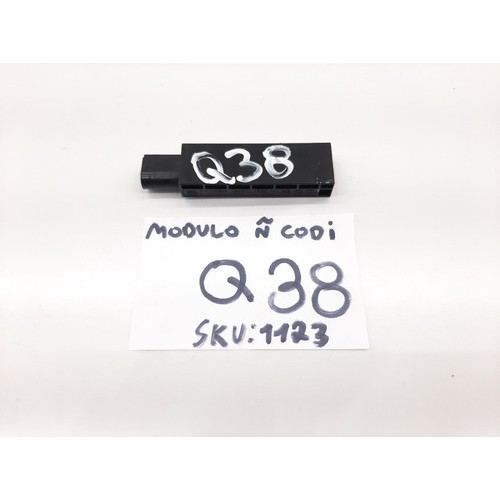 Q38
MODULO Ñ CODi
Q38
SKU:1123